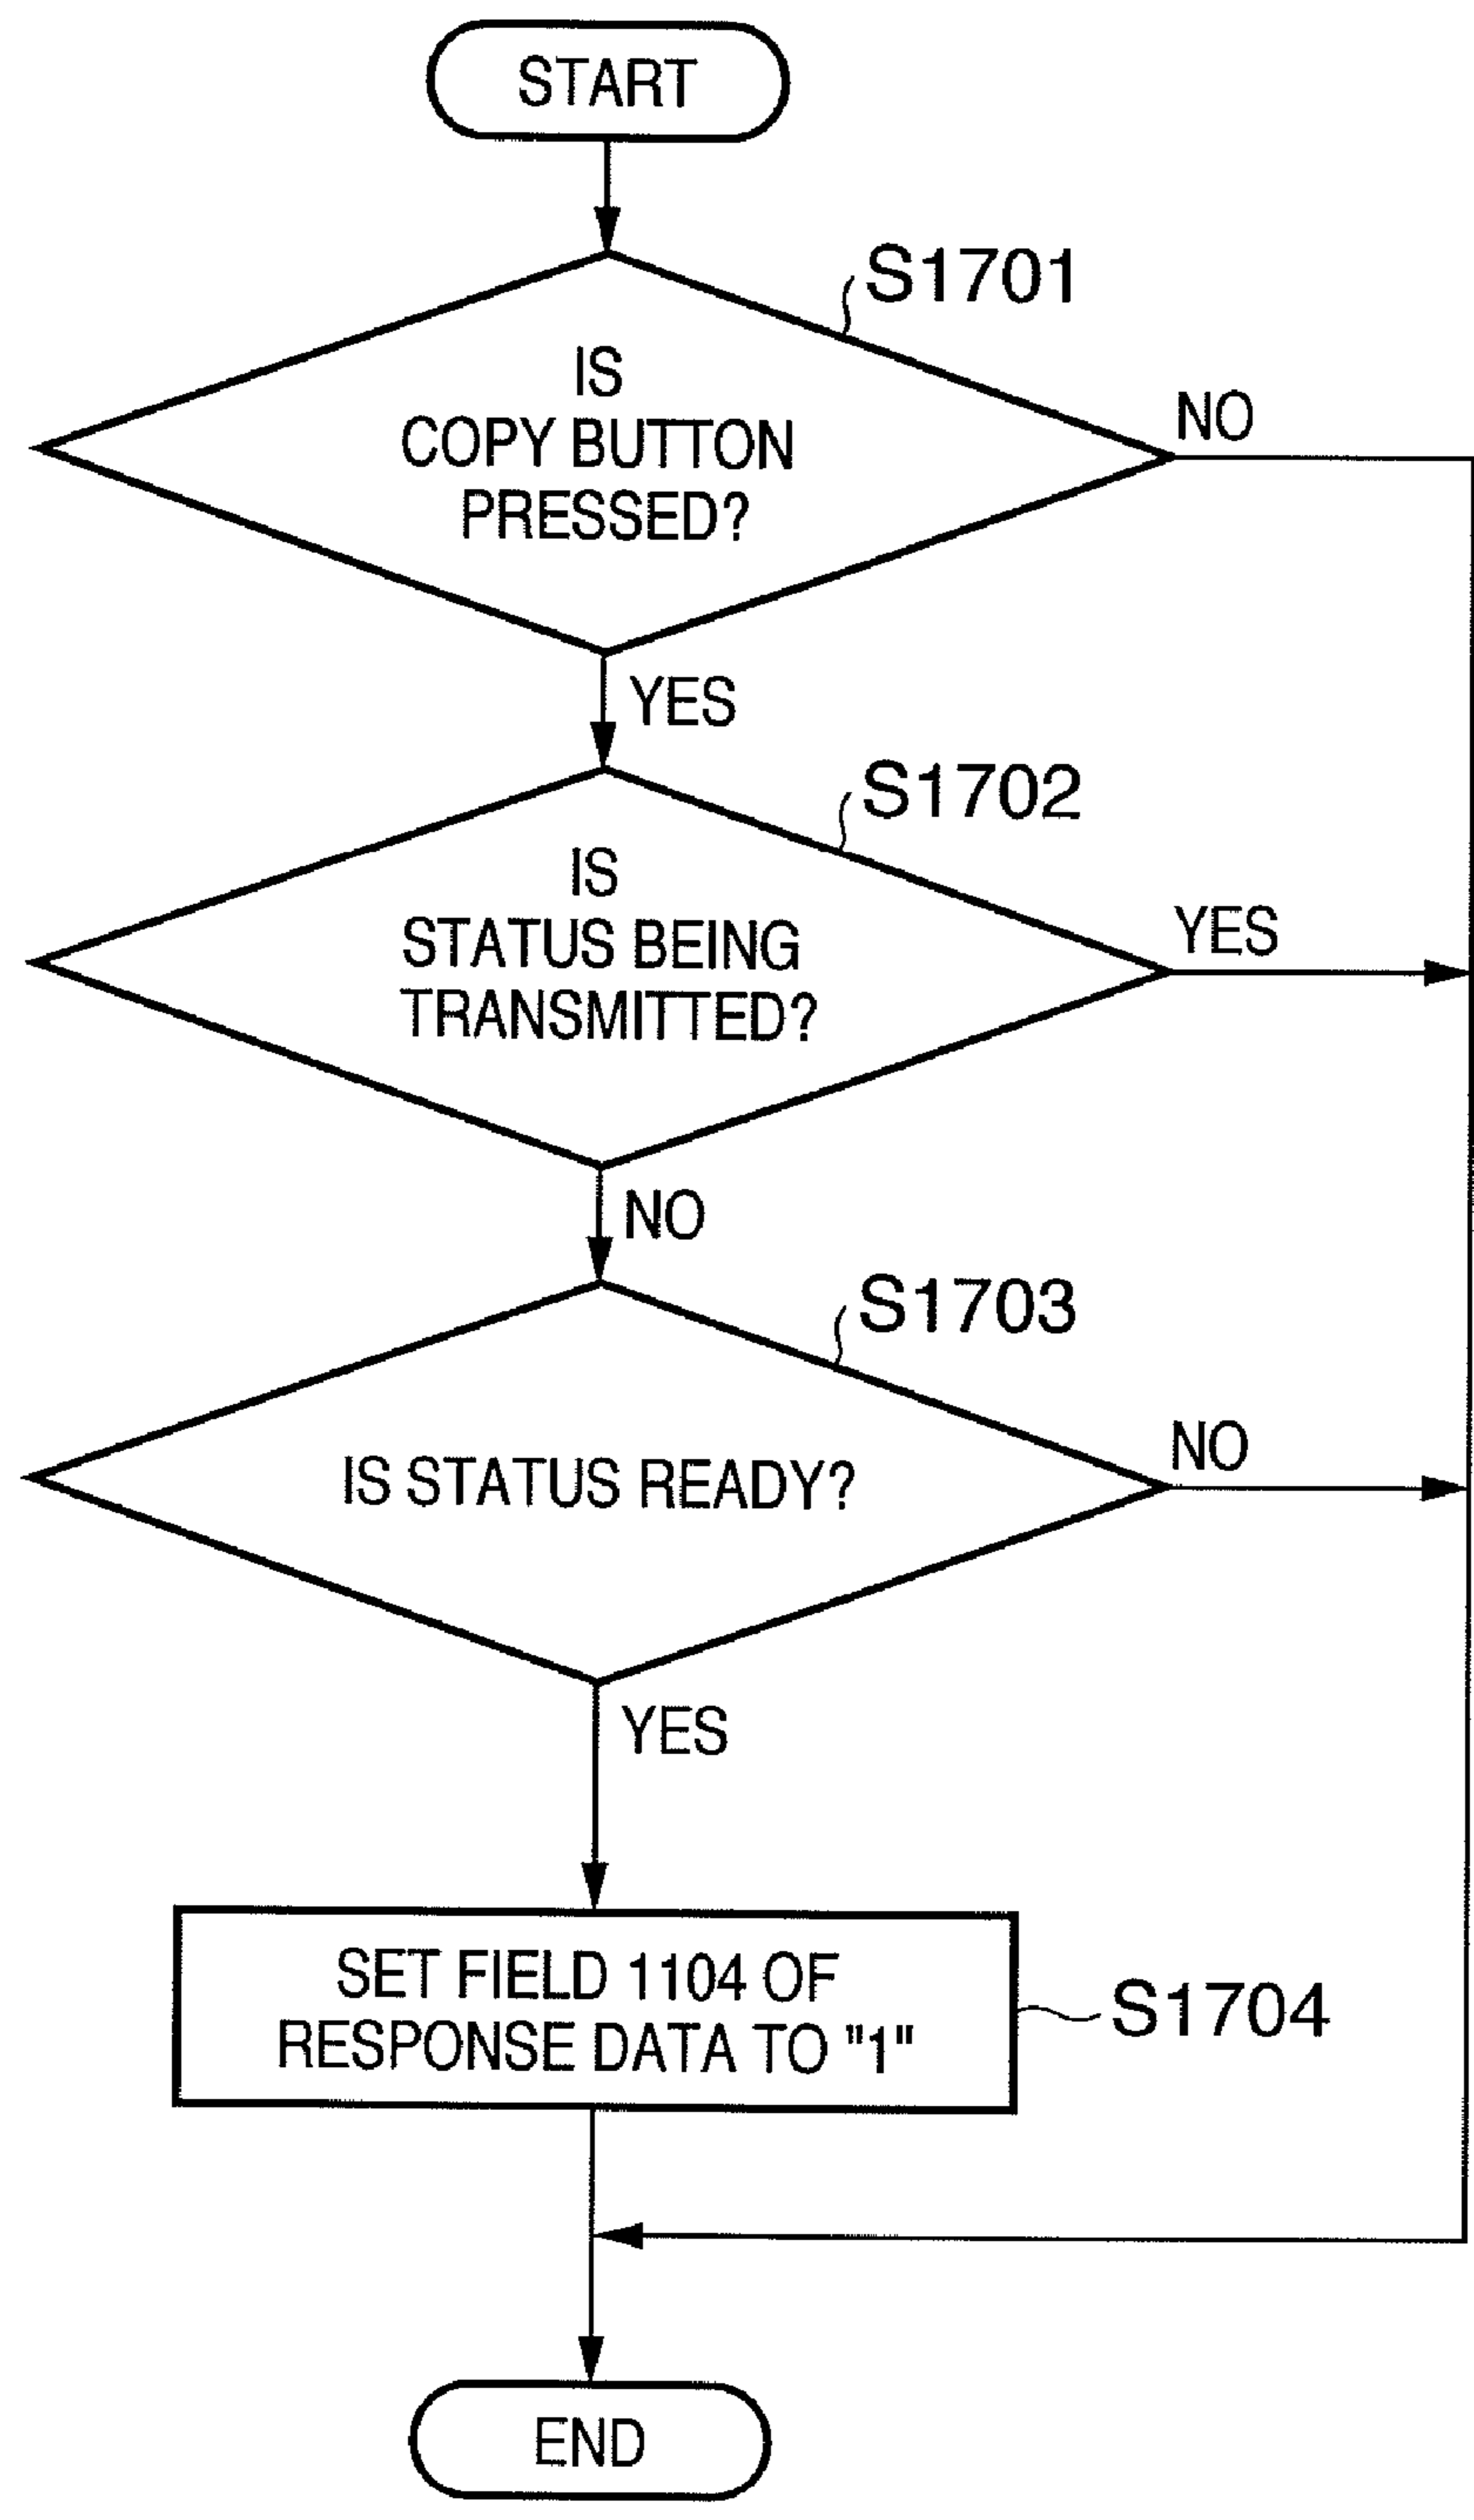 START
S1701
IS
COPY BUTTON
PRESSED?
NO
YES
S1702
IS
STATUS BEING
TRANSMITTED?
YES
NO
S1703
IS STATUS READY?
NO
YES
SET FIELD 1104 OF
RESPONSE DATA TO "1"
S1704
END